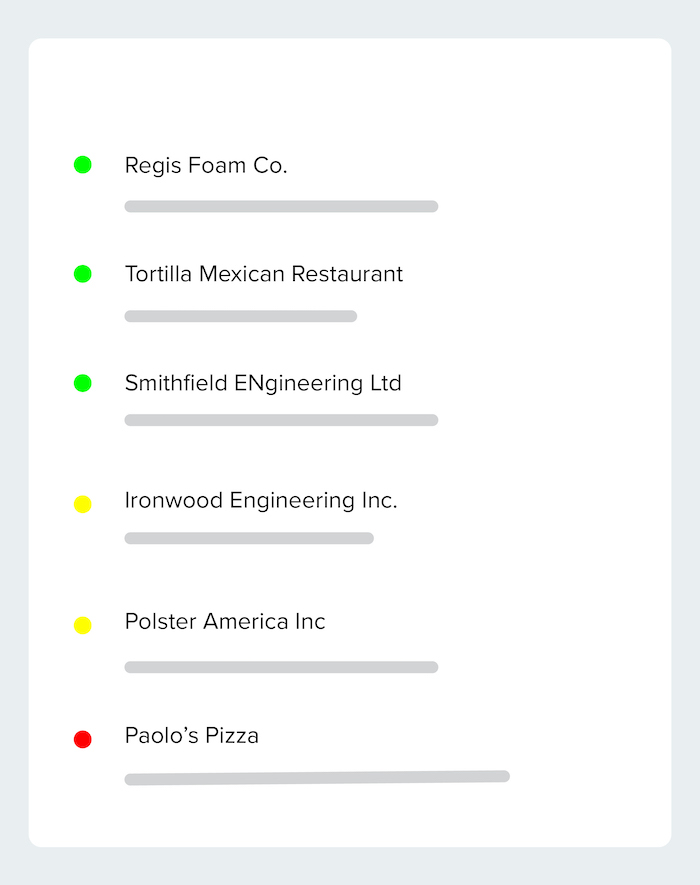 Regis Foam Co.
Tortilla Mexican Restaurant
Smithfield ENgineering Ltd
Ironwood Engineering Inc.
Polster America Inc
Paolo’s Pizza